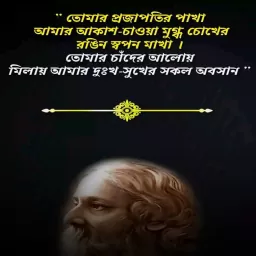 " তোমার প্রজাপতির পাখা
আমার আকাশ-চাওয়া মুগ্ধ চোখের
রঙিন স্বপন মাখা ।
তোমার চাঁদের আলোয়
মিলায় আমার দুঃখ-সুখের সকল অবসান "